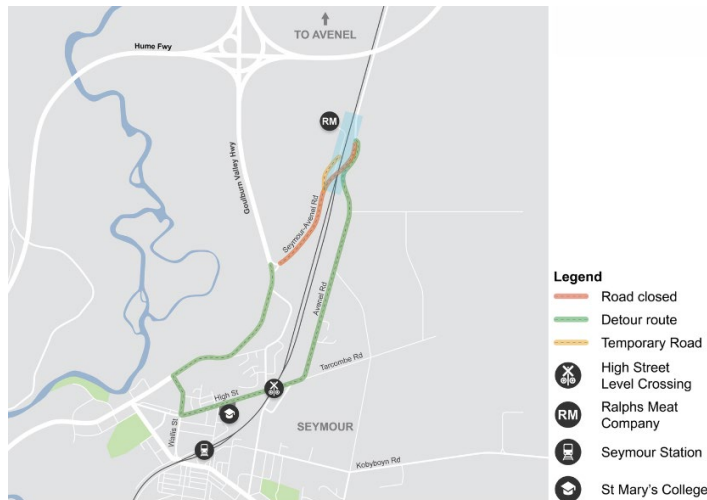 TO AVENEL
Hume Fwy
RM
Goulburn Valley Hwy
Seymour-Avenel Rd
Avenel Rd
Tarcombe Rd
High St
Wallis St
SEYMOUR
Kobyboyn Rd
Legend
Road closed
Detour route
Temporary Road
High Street
Level Crossing
RM
Ralphs Meat
Company
Seymour Station
St Mary's College